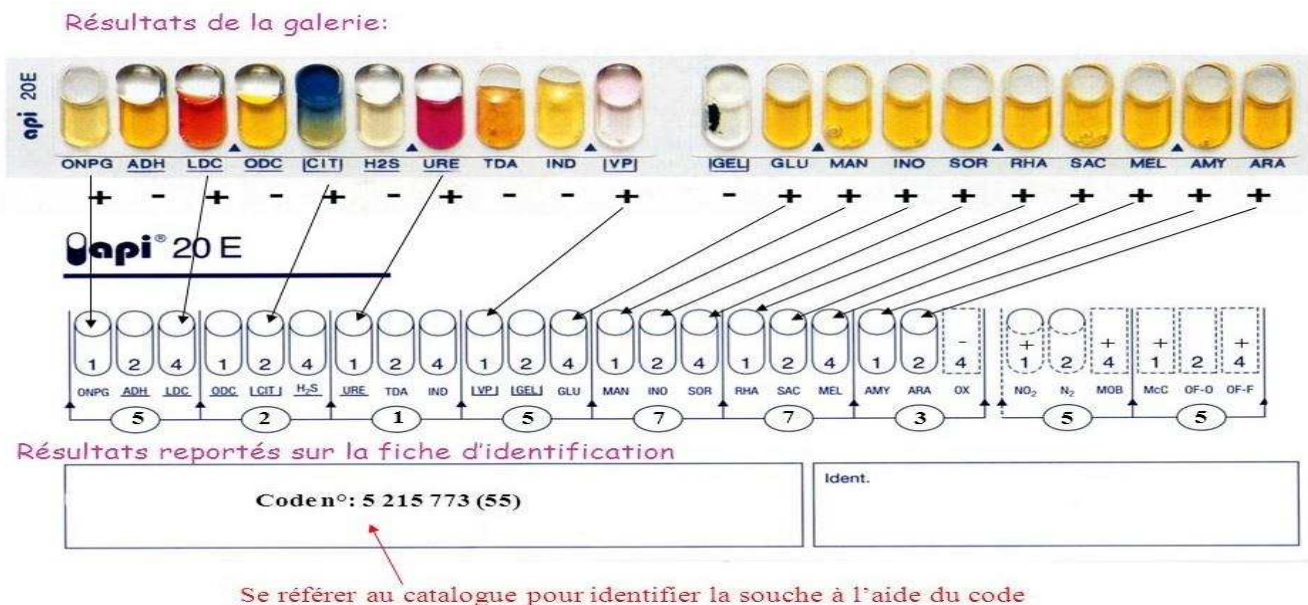 Résultats de la galerie:
api 20E
ONPG ADH LDC ODC |CIT| H2S URE TDA IND |VP| |GEL| GLU MAN INO SOR RHA SAC MEL AMY ARA
+ - + - + - + - - + - + + + + + + + + +
api® 20 E
1 2 4 1 2 4 1 2 4 1 2 4 1 2 4 1 2 4 1 2 - 4 + 1 2 + 4 + 1 2 + 4
ONPG ADH LDC ODC |CIT| H₂S URE TDA IND |VP| |GEL| GLU MAN INO SOR RHA SAC MEL AMY ARA OX NO₂ N₂ MOB McC OF-O OF-F
5 2 1 5 7 7 3 5 5
Résultats reportés sur la fiche d'identification
Code n°: 5 215 773 (55)
Ident.
Se référer au catalogue pour identifier la souche à l'aide du code